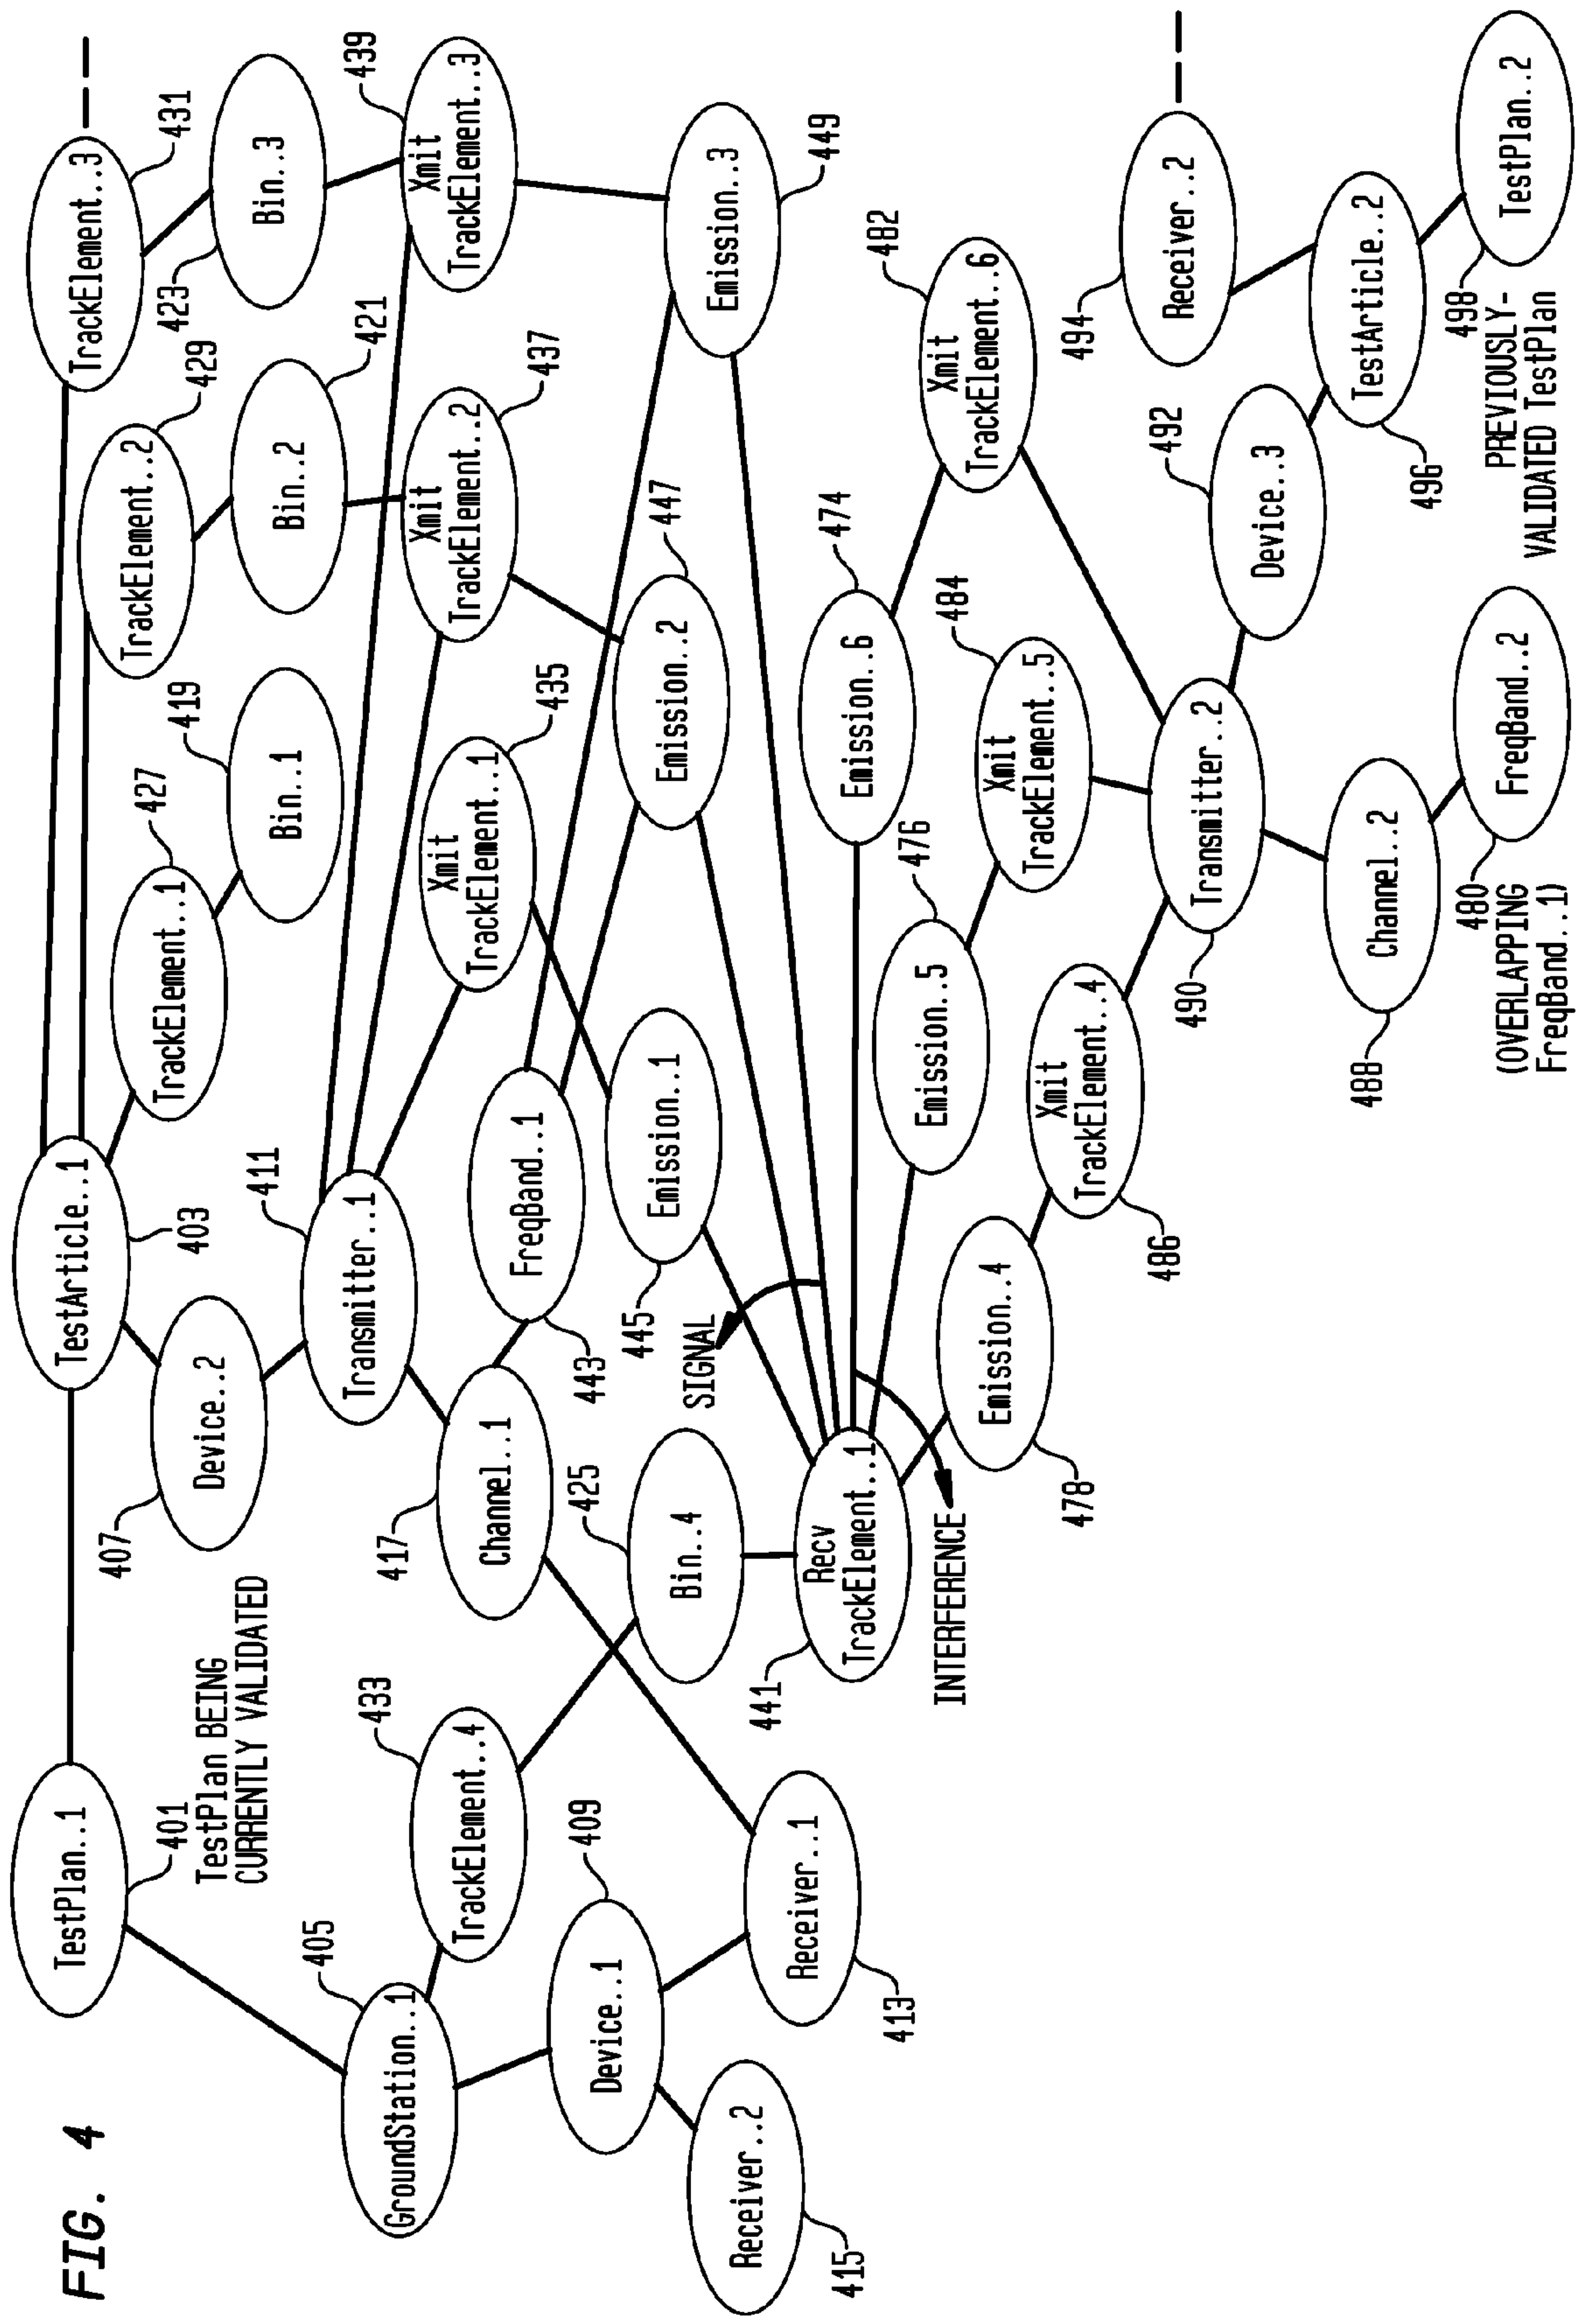 FIG. 4
TestPlan..1
401
TestPlan BEING
CURRENTLY VALIDATED
TestArticle..1
403
TrackElement..3
431
GroundStation..1
405
TrackElement..4
433
Device..2
407
Transmitter..1
411
TrackElement..1
427
TrackElement..2
429
Bin..1
419
Bin..2
421
Bin..3
423
Device..1
409
Receiver..2
415
Receiver..1
413
Channel..1
417
FreqBand..1
443
Xmit
TrackElement..1
435
Xmit
TrackElement..2
437
Xmit
TrackElement..3
439
Bin..4
425
Emission..1
445
Emission..2
447
Emission..3
449
SIGNAL
Recv
TrackElement..1
441
INTERFERENCE
Emission..4
478
Emission..5
476
Emission..6
474
Xmit
TrackElement..4
486
Xmit
TrackElement..5
484
Xmit
TrackElement..6
482
Transmitter..2
490
Device..3
492
Receiver..2
494
Channel..2
488
TestArticle..2
496
FreqBand..2
480
(OVERLAPPING
FreqBand..1)
TestPlan..2
498
PREVIOUSLY-
VALIDATED TestPlan